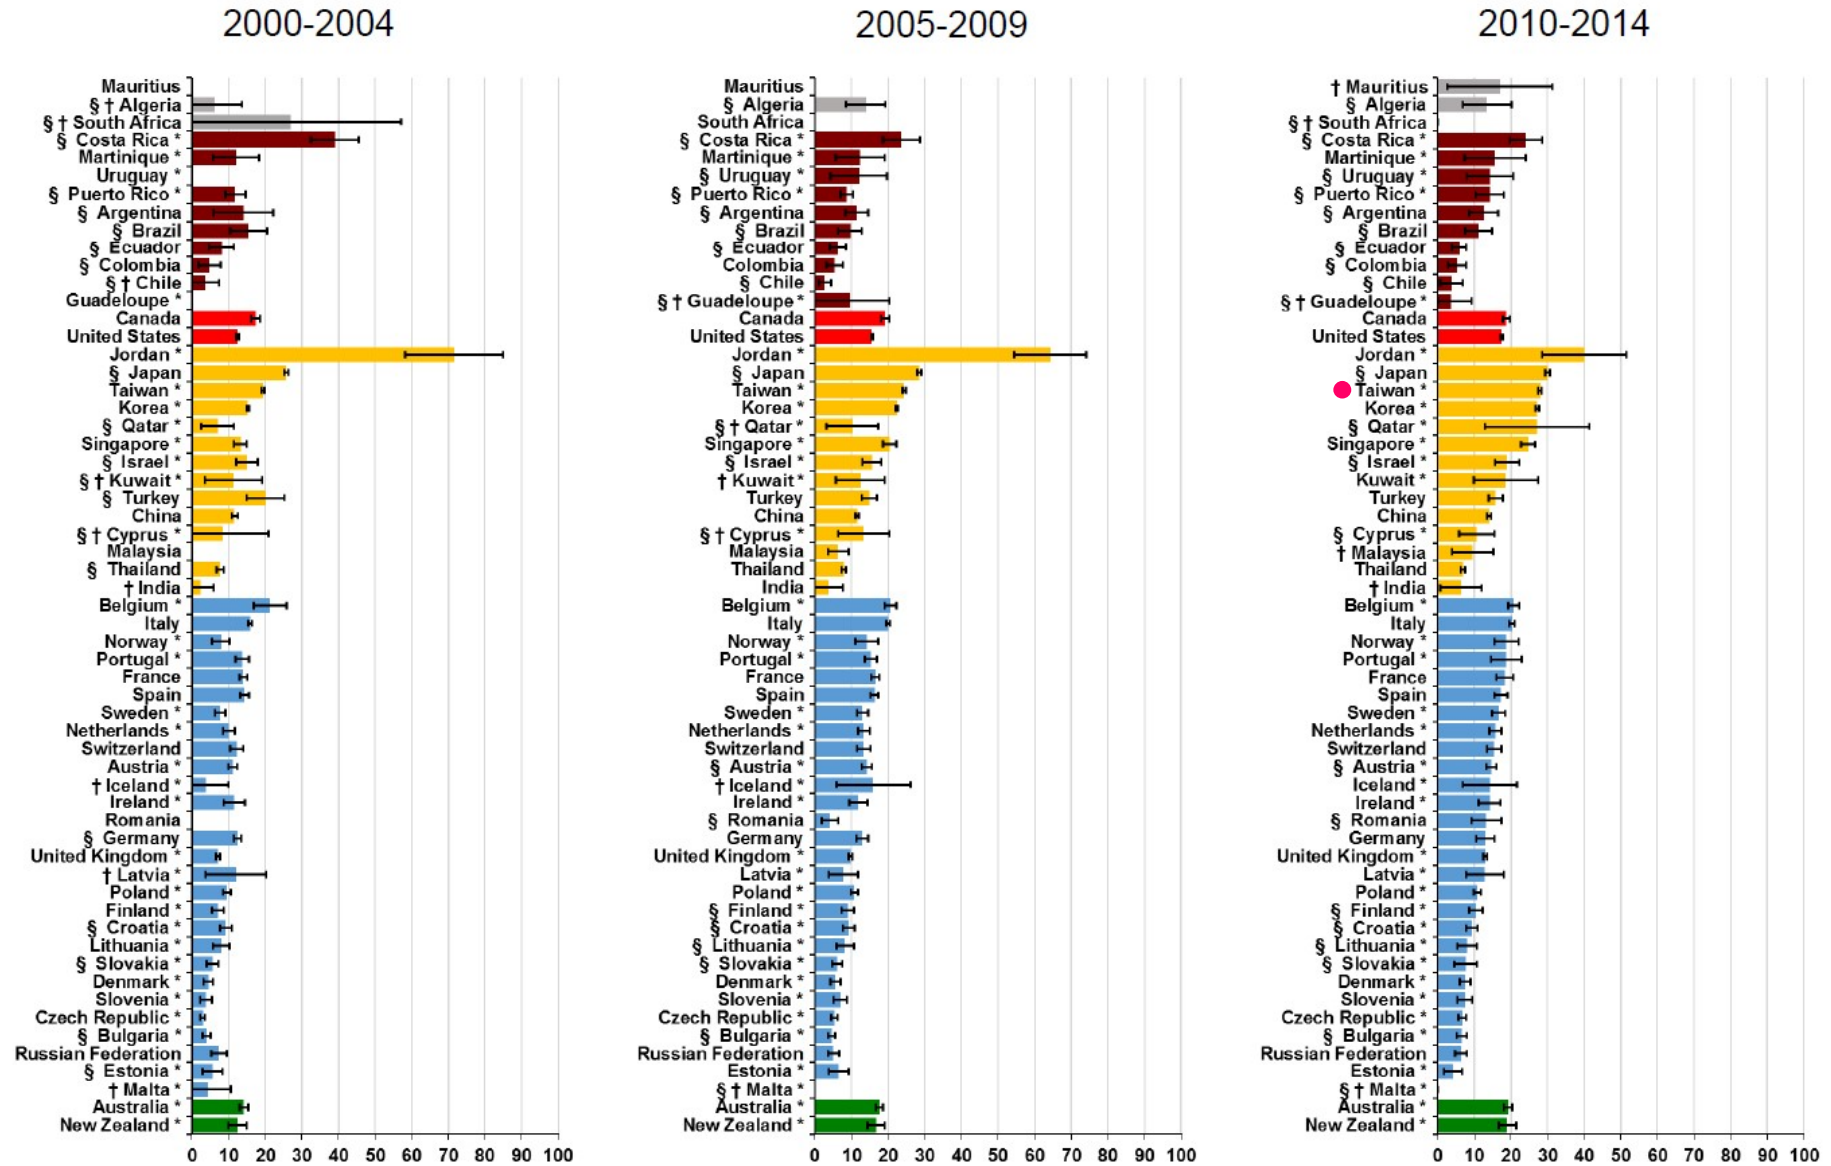 2000-2004
Mauritius
§ † Algeria
§ † South Africa
§ Costa Rica *
Martinique *
Uruguay *
§ Puerto Rico *
§ Argentina
§ Brazil
§ Ecuador
§ Colombia
§ † Chile
Guadeloupe *
Canada
United States
Jordan *
§ Japan
Taiwan *
Korea *
§ Qatar *
Singapore *
§ Israel *
§ † Kuwait *
§ Turkey
China
§ † Cyprus *
Malaysia
§ Thailand
† India
Belgium *
Italy
Norway *
Portugal *
France
Spain
Sweden *
Netherlands *
Switzerland
Austria *
† Iceland *
Ireland *
Romania
§ Germany
United Kingdom *
† Latvia *
Poland *
Finland *
§ Croatia *
Lithuania *
§ Slovakia *
Denmark *
Slovenia *
Czech Republic *
§ Bulgaria *
Russian Federation
§ Estonia *
† Malta *
Australia *
New Zealand *
0 10 20 30 40 50 60 70 80 90 100
2005-2009
Mauritius
§ Algeria
South Africa
§ Costa Rica *
Martinique *
§ Uruguay *
§ Puerto Rico *
§ Argentina
§ Brazil
§ Ecuador
Colombia
§ Chile
§ † Guadeloupe *
Canada
United States
Jordan *
§ Japan
Taiwan *
Korea *
§ † Qatar *
Singapore *
§ Israel *
† Kuwait *
Turkey
China
§ † Cyprus *
Malaysia
Thailand
India
Belgium *
Italy
Norway *
Portugal *
France
Spain
Sweden *
Netherlands *
Switzerland
§ Austria *
† Iceland *
Ireland *
§ Romania
Germany
United Kingdom *
Latvia *
Poland *
§ Finland *
§ Croatia *
§ Lithuania *
§ Slovakia *
Denmark *
Slovenia *
Czech Republic *
§ Bulgaria *
Russian Federation
Estonia *
§ † Malta *
Australia *
New Zealand *
0 10 20 30 40 50 60 70 80 90 100
2010-2014
† Mauritius
§ Algeria
§ † South Africa
§ Costa Rica *
Martinique *
§ Uruguay *
§ Puerto Rico *
§ Argentina
§ Brazil
§ Ecuador
§ Colombia
§ Chile
§ † Guadeloupe *
Canada
United States
Jordan *
§ Japan
Taiwan *
Korea *
§ Qatar *
Singapore *
§ Israel *
Kuwait *
Turkey
China
§ Cyprus *
† Malaysia
Thailand
† India
Belgium *
Italy
Norway *
Portugal *
France
Spain
Sweden *
Netherlands *
Switzerland
§ Austria *
Iceland *
Ireland *
§ Romania
Germany
United Kingdom *
Latvia *
Poland *
§ Finland *
§ Croatia *
§ Lithuania *
§ Slovakia *
Denmark *
Slovenia *
Czech Republic *
§ Bulgaria *
Russian Federation
Estonia *
§ † Malta *
Australia *
New Zealand *
0 10 20 30 40 50 60 70 80 90 100